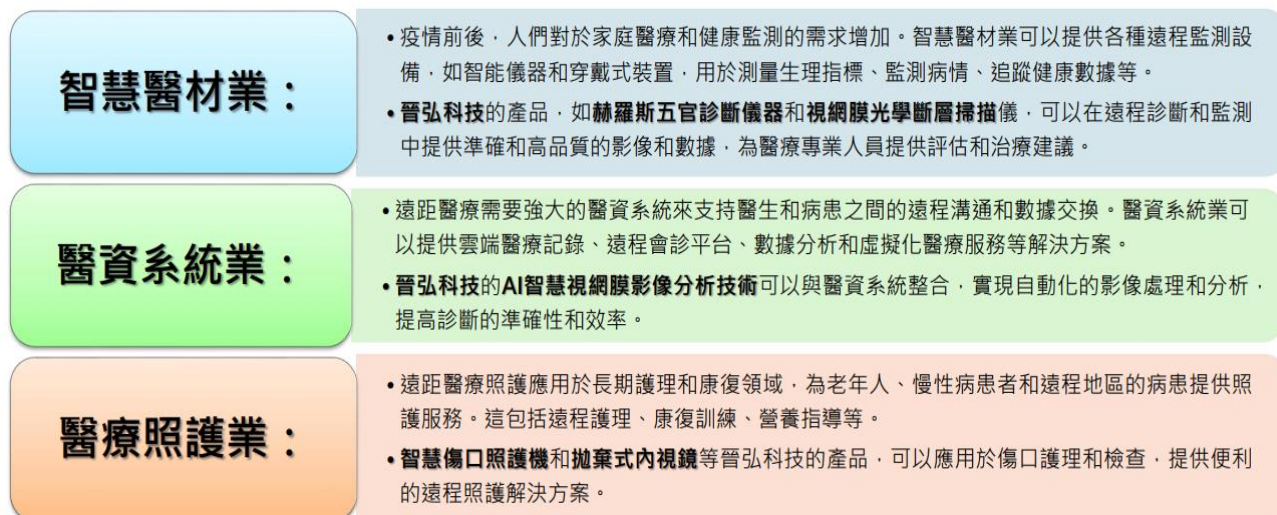 智慧醫材業：
• 疫情前後，人們對於家庭醫療和健康監測的需求增加。智慧醫材業可以提供各種遠程監測設
備，如智能儀器和穿戴式裝置，用於測量生理指標、監測病情、追蹤健康數據等。
• 晉弘科技的產品，如赫羅斯五官診斷儀器和視網膜光學斷層掃描儀，可以在遠程診斷和監測
中提供準確和高品質的影像和數據，為醫療專業人員提供評估和治療建議。
醫資系統業：
• 遠距醫療需要強大的醫資系統來支持醫生和病患之間的遠程溝通和數據交換。醫資系統業可
以提供雲端醫療記錄、遠程會診平台、數據分析和虛擬化醫療服務等解決方案。
• 晉弘科技的AI智慧視網膜影像分析技術可以與醫資系統整合，實現自動化的影像處理和分析，
提高診斷的準確性和效率。
醫療照護業：
• 遠距醫療照護應用於長期護理和康復領域，為老年人、慢性病患者和遠程地區的病患提供照
護服務。這包括遠程護理、康復訓練、營養指導等。
• 智慧傷口照護機和拋棄式內視鏡等晉弘科技的產品，可以應用於傷口護理和檢查，提供便利
的遠程照護解決方案。